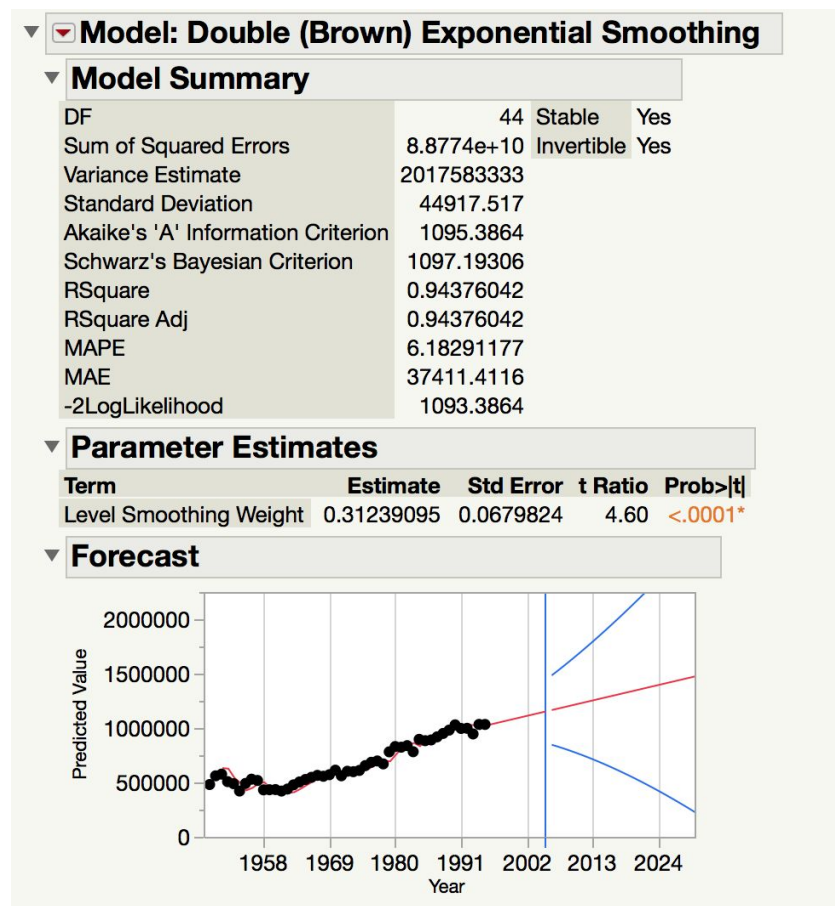 Model: Double (Brown) Exponential Smoothing
Model Summary
DF 44 Stable Yes
Sum of Squared Errors 8.8774e+10 Invertible Yes
Variance Estimate 2017583333
Standard Deviation 44917.517
Akaike's 'A' Information Criterion 1095.3864
Schwarz's Bayesian Criterion 1097.19306
RSquare 0.94376042
RSquare Adj 0.94376042
MAPE 6.18291177
MAE 37411.4116
-2LogLikelihood 1093.3864
Parameter Estimates
Term Estimate Std Error t Ratio Prob>|t|
Level Smoothing Weight 0.31239095 0.0679824 4.60 <.0001*
Forecast
Predicted Value
2000000
1500000
1000000
500000
0
1958 1969 1980 1991 2002 2013 2024
Year